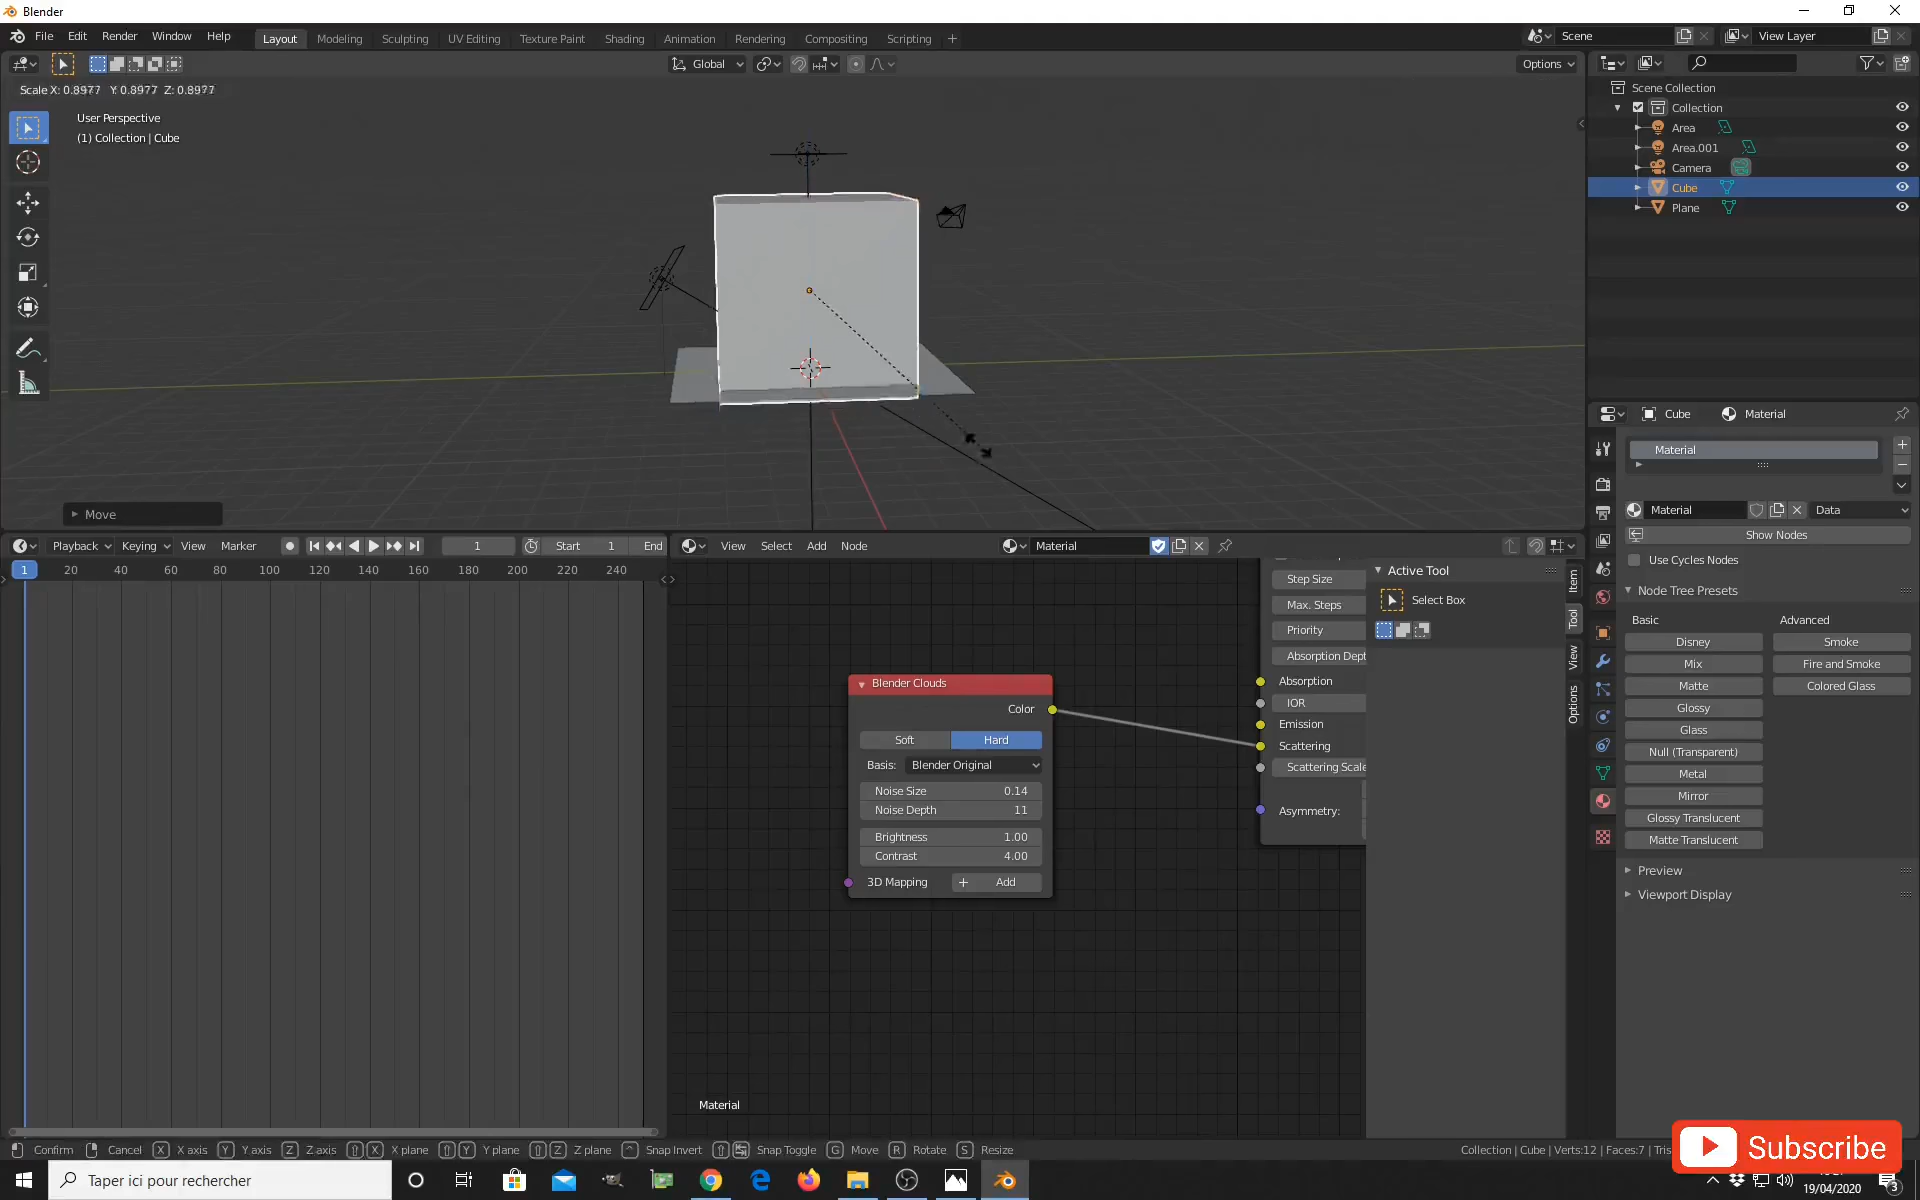 Blender
File Edit Render Window Help Layout Modeling Sculpting UV Editing Texture Paint Shading Animation Rendering Compositing Scripting + Scene View Layer
Global Options
Scale X: 0.8977 Y: 0.8977 Z: 0.8977
User Perspective
(1) Collection | Cube
Move
Scene Collection
Collection
Area
Area.001
Camera
Cube
Plane
Cube Material
Material
Material Data
Show Nodes
Use Cycles Nodes
Node Tree Presets
Basic Advanced
Disney Smoke
Mix Fire and Smoke
Matte Colored Glass
Glossy
Glass
Null (Transparent)
Metal
Mirror
Glossy Translucent
Matte Translucent
Preview
Viewport Display
Playback Keying View Marker 1 Start 1 End
1 20 40 60 80 100 120 140 160 180 200 220 240
View Select Add Node Material
Step Size
Max. Steps
Priority
Absorption Dept
Absorption
IOR
Emission
Scattering
Scattering Scale
Asymmetry:
Active Tool
Select Box
Item
Tool
View
Options
Blender Clouds
Color
Soft Hard
Basis: Blender Original
Noise Size 0.14
Noise Depth 11
Brightness 1.00
Contrast 4.00
3D Mapping + Add
Material
Confirm Cancel X X axis Y Y axis Z Z axis X X plane Y Y plane Z Z plane Snap Invert Snap Toggle G Move R Rotate S Resize
Collection | Cube | Verts:12 | Faces:7 | Tris
Subscribe
Taper ici pour rechercher
19/04/2020
3